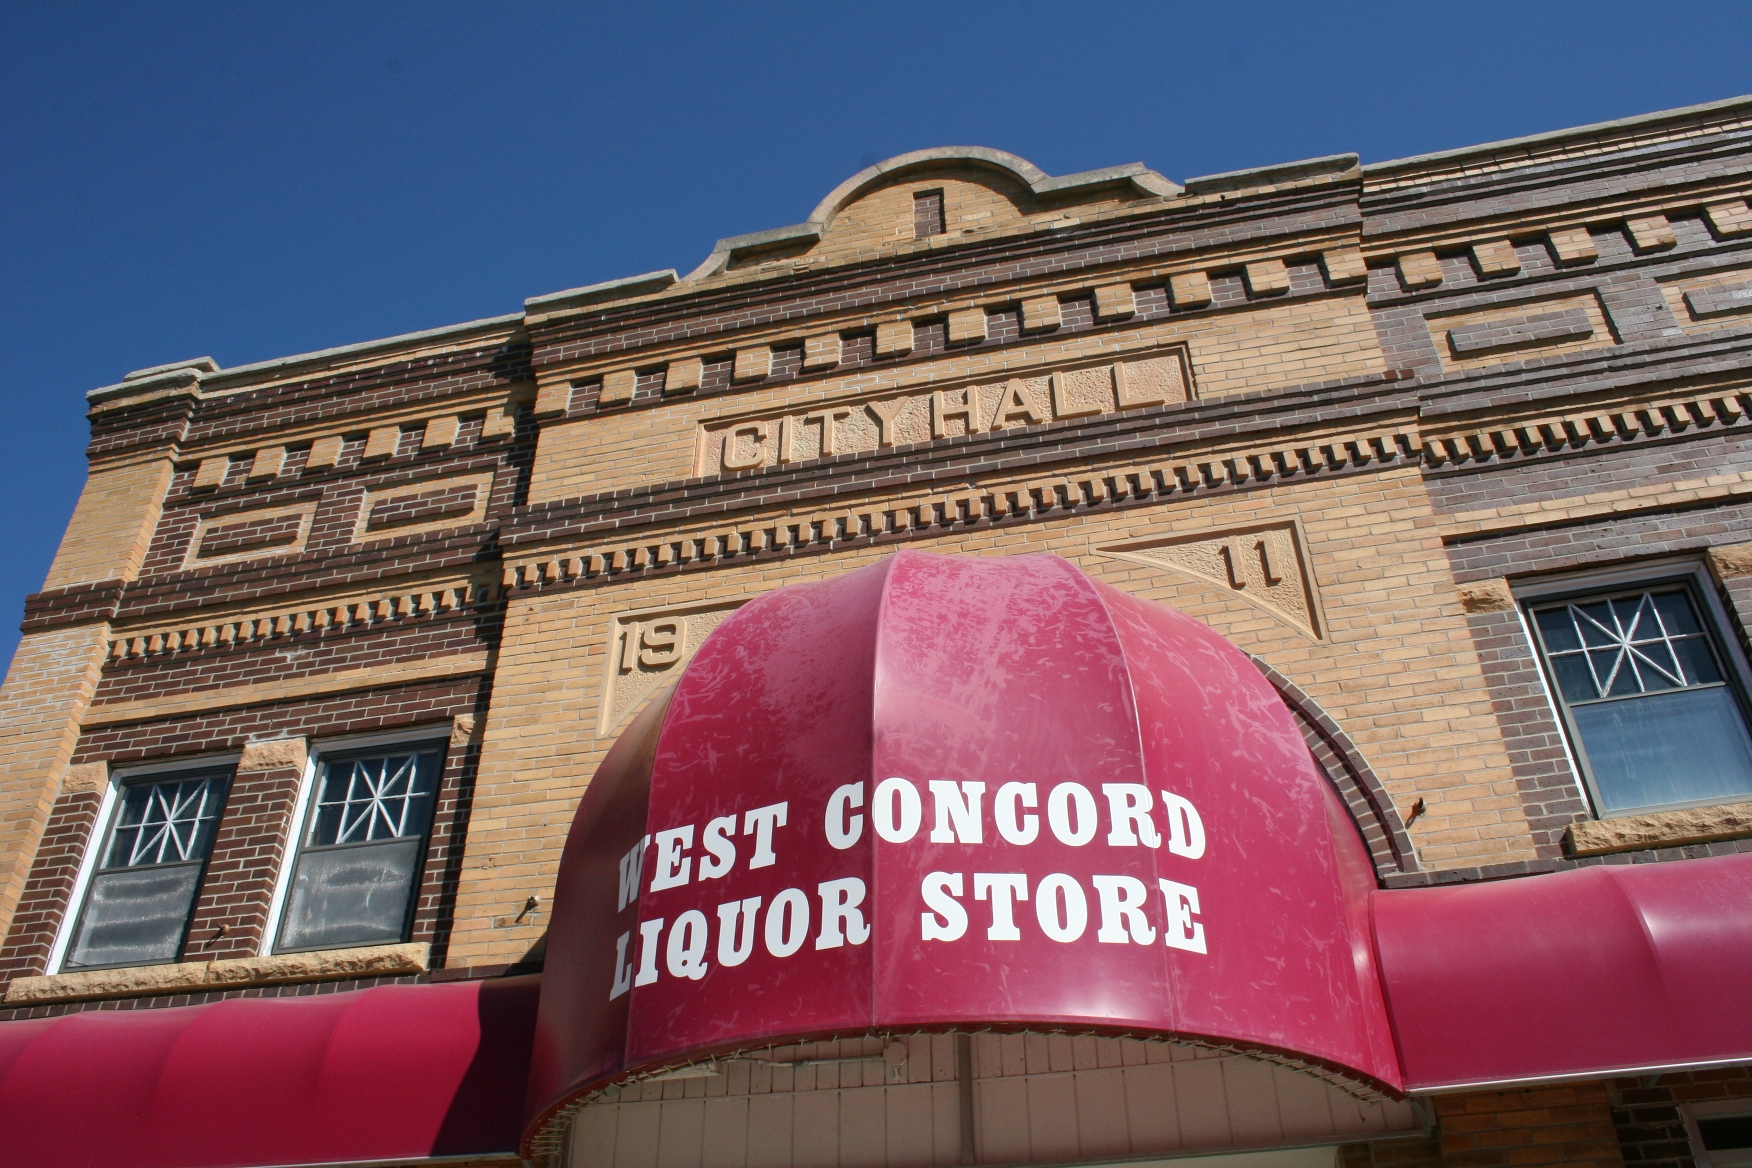 CITY HALL
19 11
WEST CONCORD
LIQUOR STORE